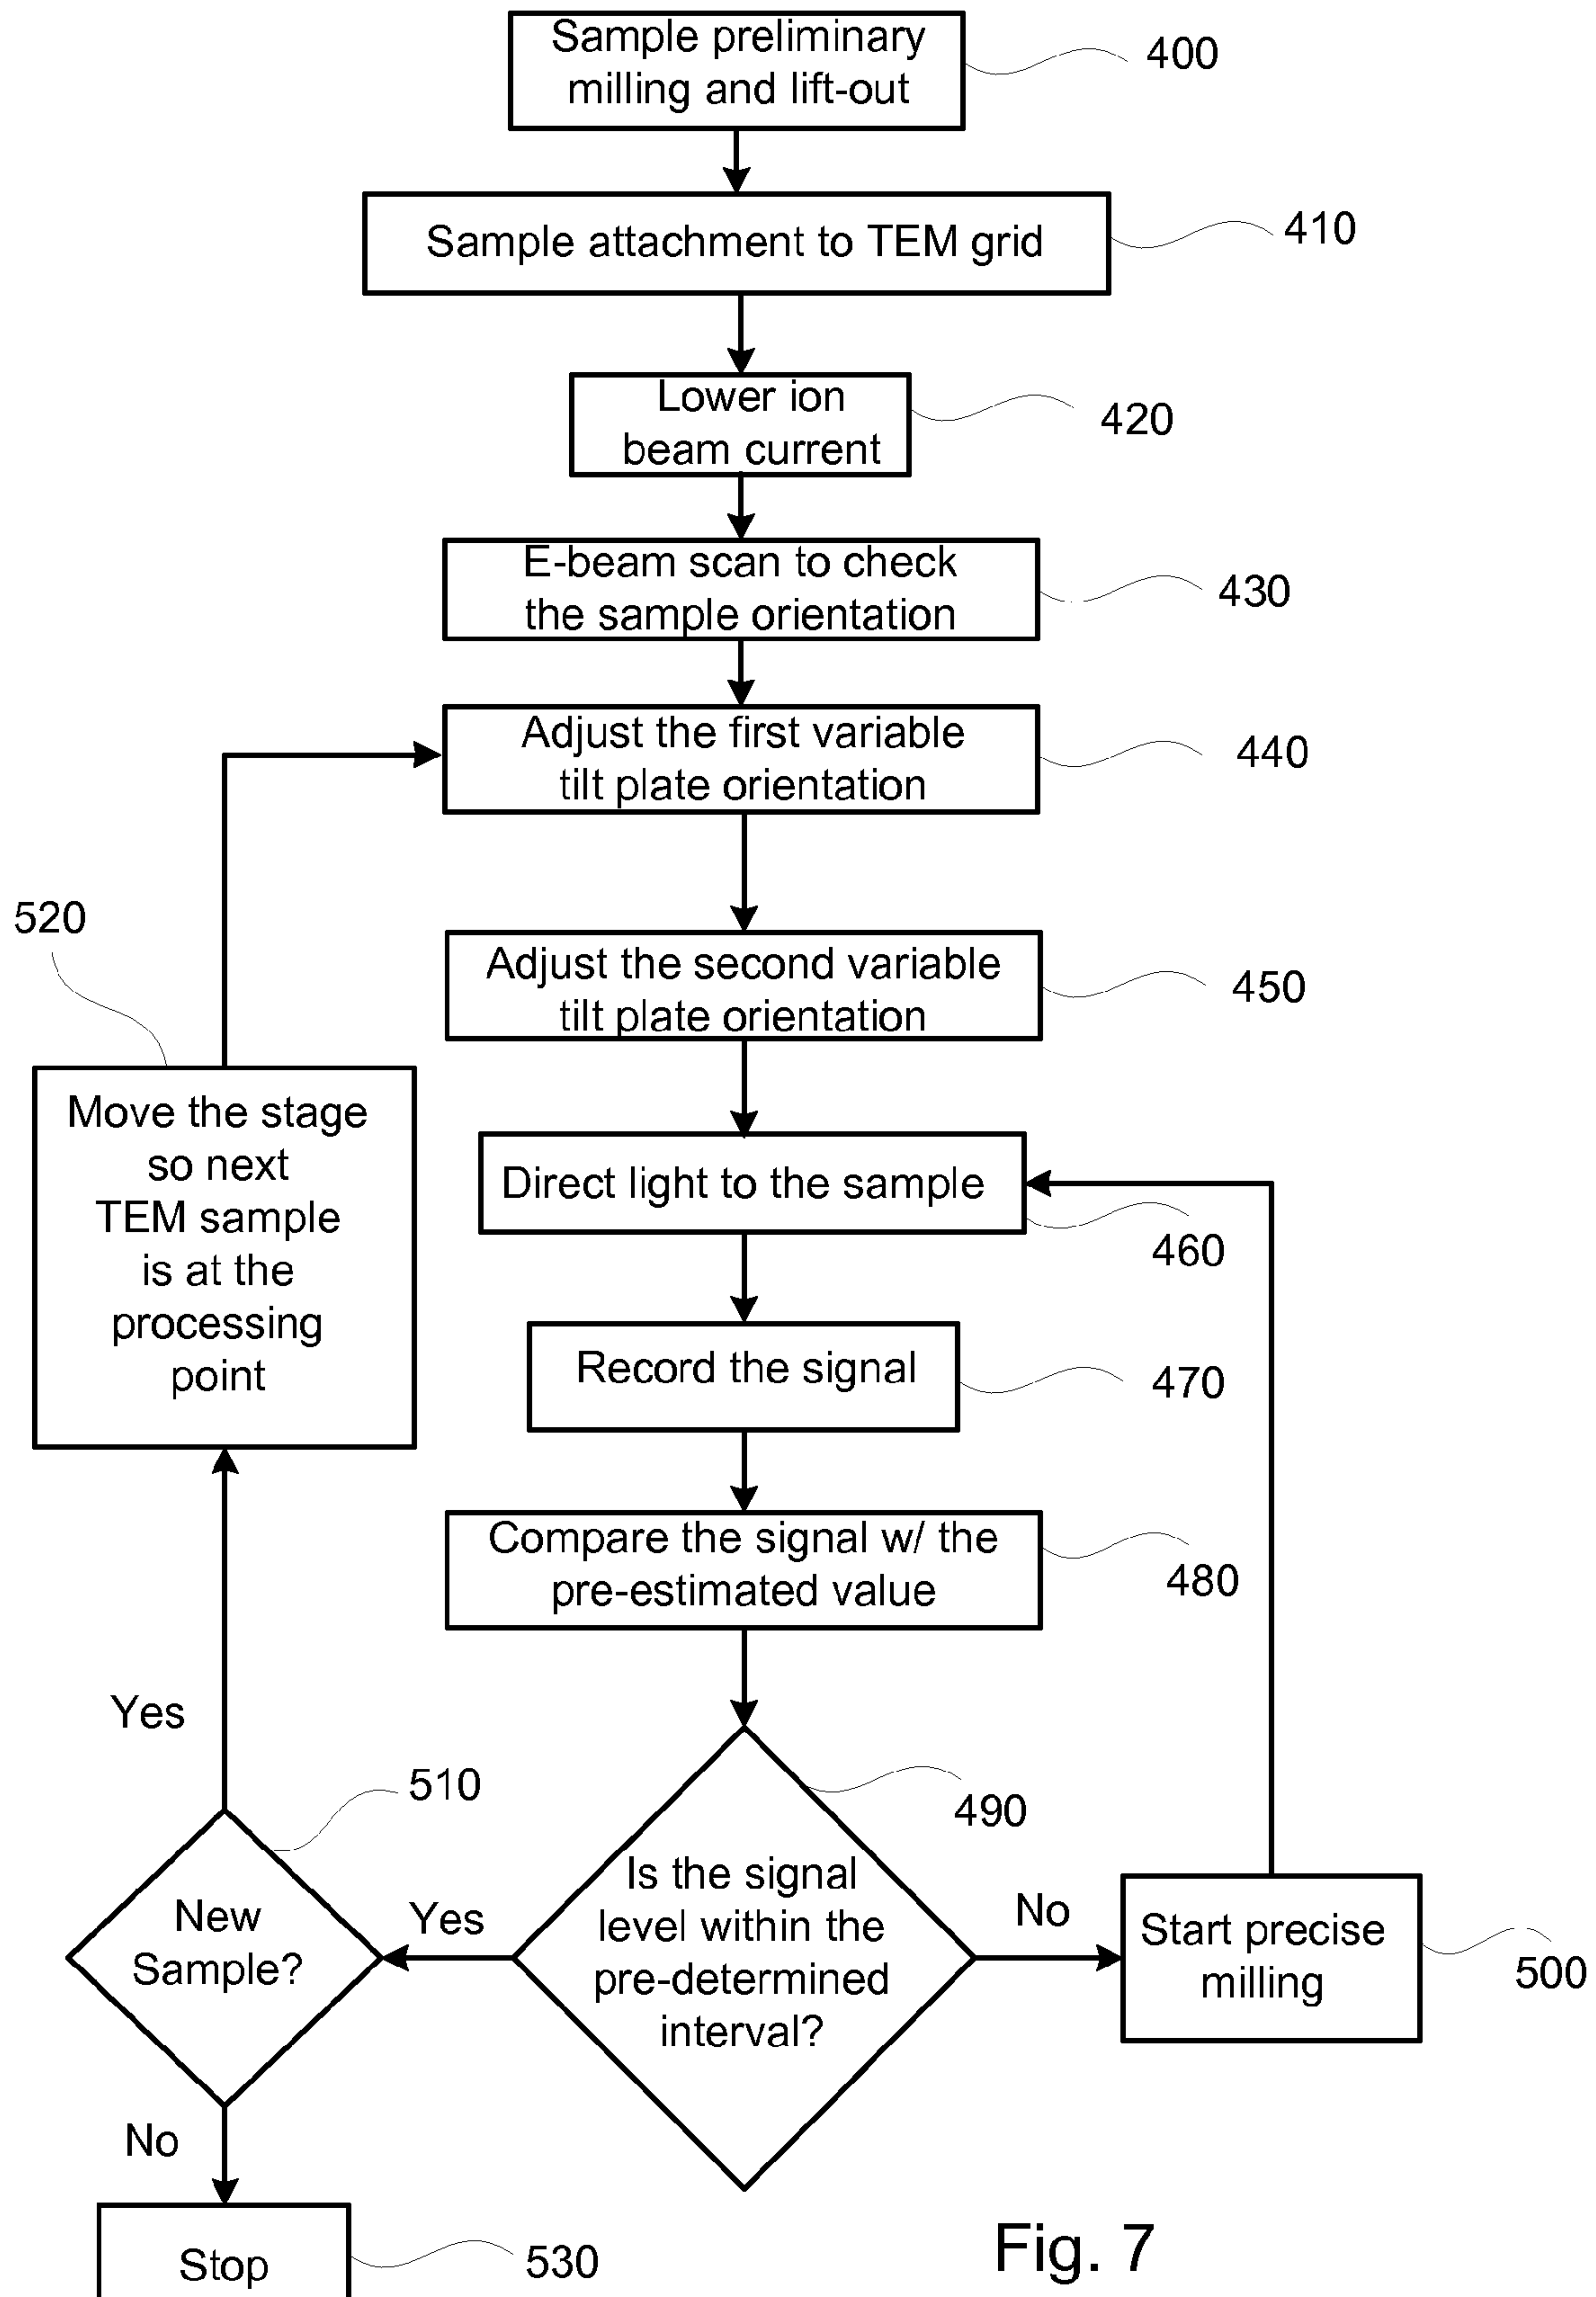 Sample preliminary
milling and lift-out
400
Sample attachment to TEM grid
410
Lower ion
beam current
420
E-beam scan to check
the sample orientation
430
Adjust the first variable
tilt plate orientation
440
520
Adjust the second variable
tilt plate orientation
450
Move the stage
so next
TEM sample
is at the
processing
point
Direct light to the sample
460
Record the signal
470
Compare the signal w/ the
pre-estimated value
480
Yes
510
490
New
Sample?
Yes
Is the signal
level within the
pre-determined
interval?
No
Start precise
milling
500
No
Stop
530
Fig. 7